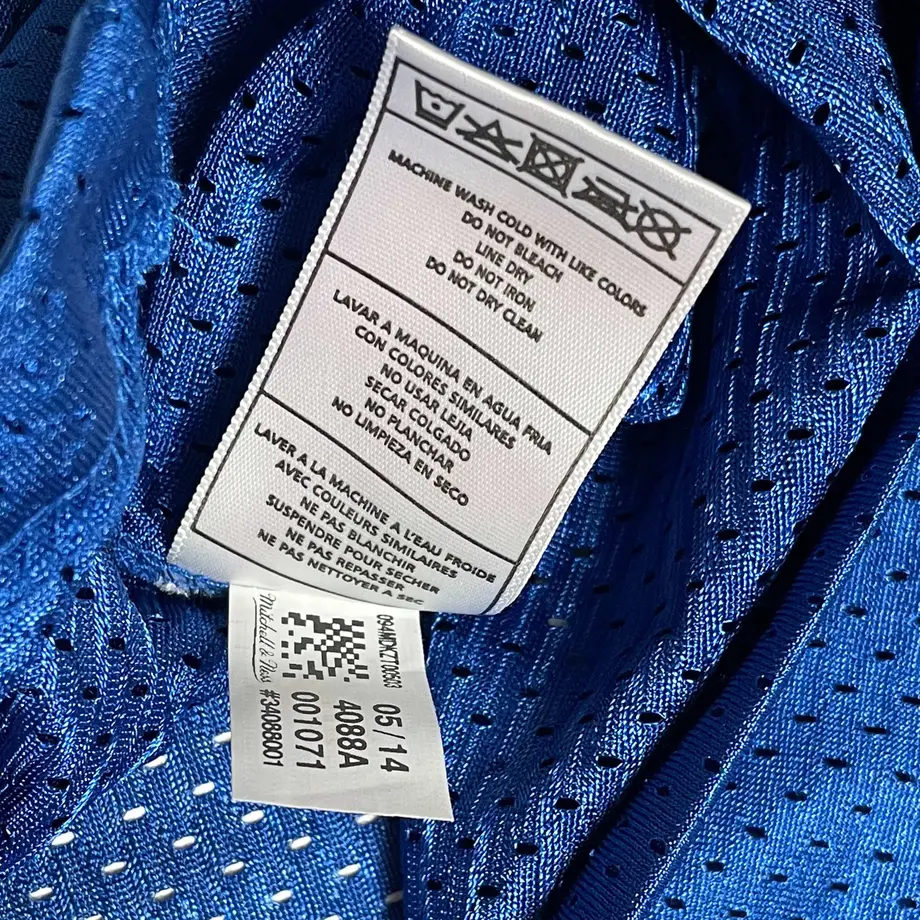 MACHINE WASH COLD WITH LIKE COLORS
DO NOT BLEACH
LINE DRY
DO NOT IRON
DO NOT DRY CLEAN
LAVAR A MAQUINA EN AGUA FRIA
CON COLORES SIMILARES
NO USAR LEJIA
SECAR COLGADO
NO PLANCHAR
NO LIMPIEZA EN SECO
LAVER A LA MACHINE A L'EAU FROIDE
AVEC COULEURS SIMILAIRES
NE PAS BLANCHIR
SUSPENDRE POUR SECHER
NE PAS REPASSER
NE PAS NETTOYER A SEC
05/14
4088A
001071
#34088001
Mitchell & Ness